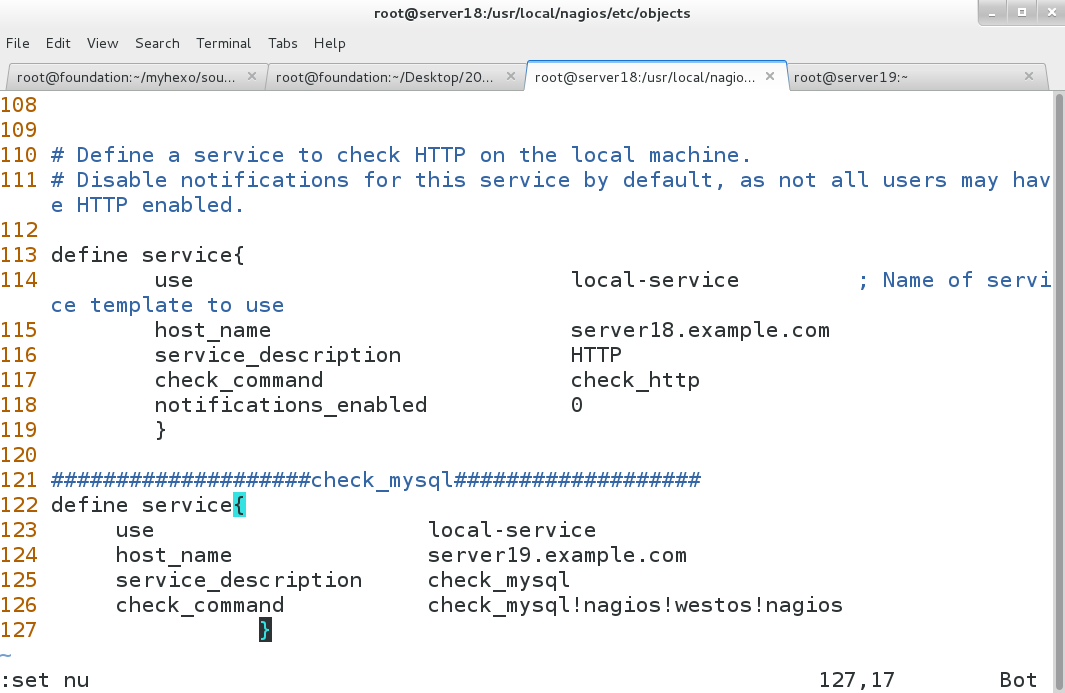 root@server18:/usr/local/nagios/etc/objects
File Edit View Search Terminal Tabs Help
root@foundation:~/myhexo/sou... root@foundation:~/Desktop/20... root@server18:/usr/local/nagio... root@server19:~
108
109
110 # Define a service to check HTTP on the local machine.
111 # Disable notifications for this service by default, as not all users may hav
e HTTP enabled.
112
113 define service{
114         use                             local-service         ; Name of servi
ce template to use
115         host_name                       server18.example.com
116         service_description             HTTP
117         check_command                   check_http
118         notifications_enabled           0
119         }
120
121 ####################check_mysql###################
122 define service{
123      use                     local-service
124      host_name               server19.example.com
125      service_description     check_mysql
126      check_command           check_mysql!nagios!westos!nagios
127                 }
~
:set nu                                                        127,17        Bot